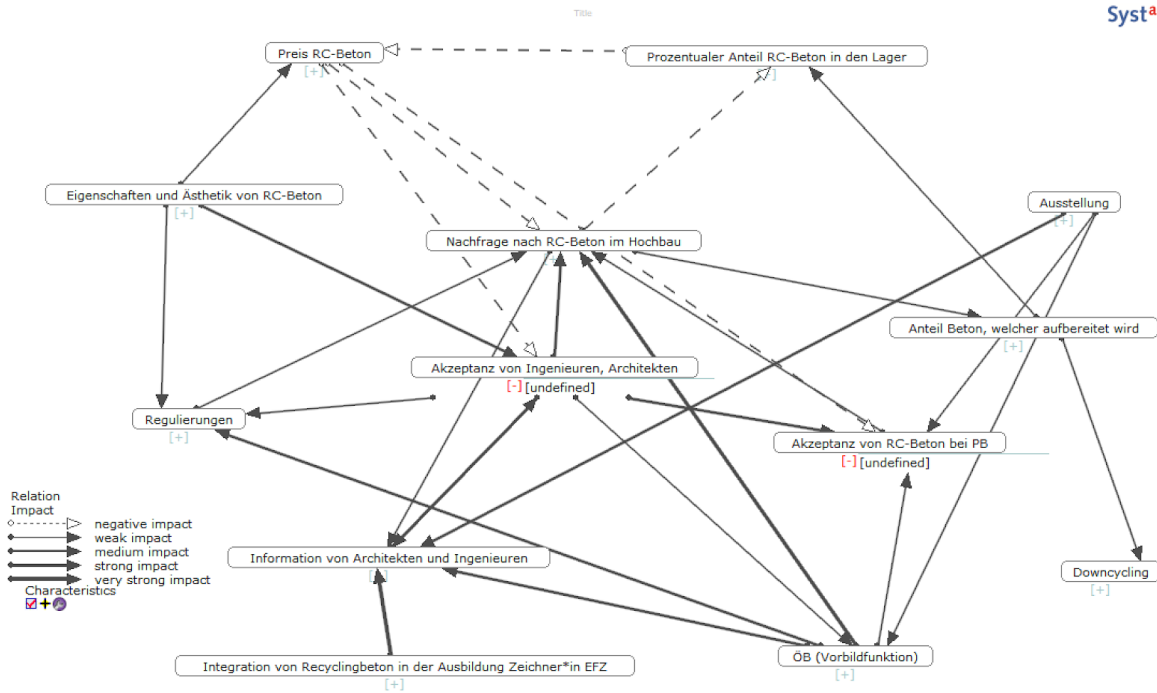 Title
Syst a
Preis RC-Beton
[+]
Prozentualer Anteil RC-Beton in den Lager
Eigenschaften und Ästhetik von RC-Beton
[+]
Ausstellung
[+]
Nachfrage nach RC-Beton im Hochbau
Anteil Beton, welcher aufbereitet wird
[+]
Akzeptanz von Ingenieuren, Architekten
[-] [undefined]
Regulierungen
[+]
Akzeptanz von RC-Beton bei PB
[-] [undefined]
Relation
Impact
negative impact
weak impact
medium impact
strong impact
very strong impact
Characteristics
Information von Architekten und Ingenieuren
Downcycling
[+]
ÖB (Vorbildfunktion)
[+]
Integration von Recyclingbeton in der Ausbildung Zeichner*in EFZ
[+]